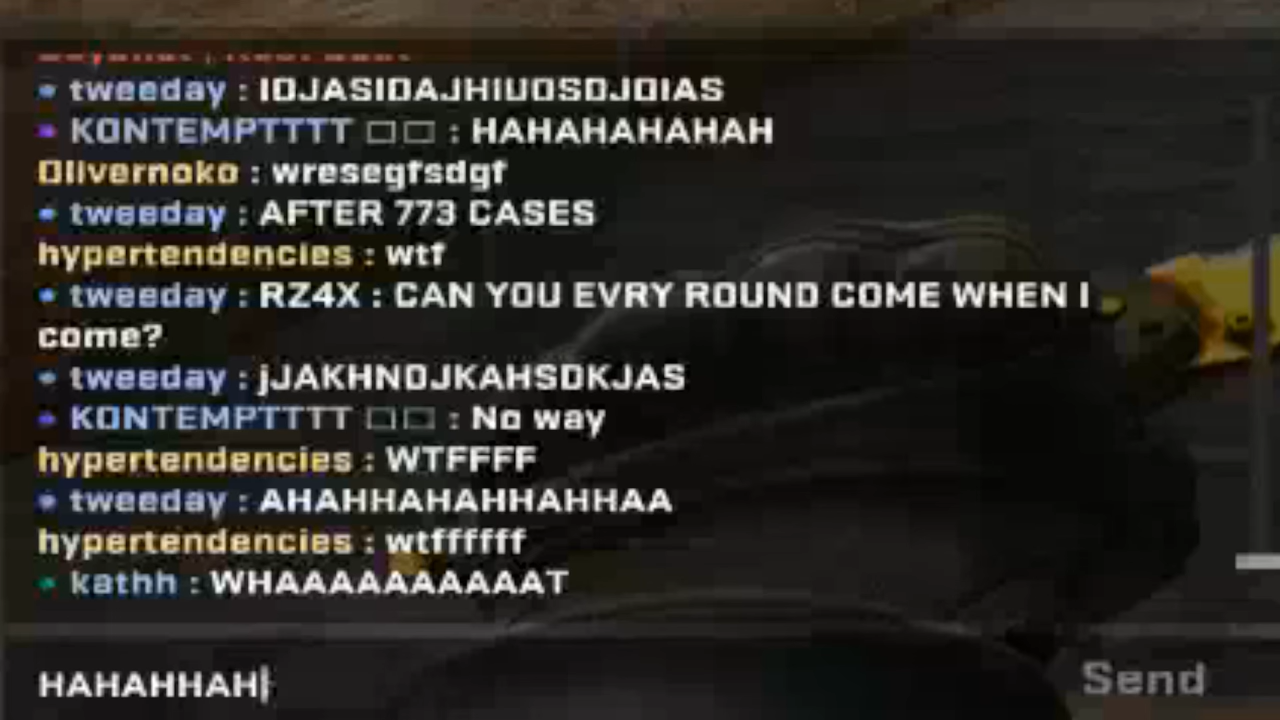 tweeday : IOJASIDAJHIUOSDJOIAS
KONTEMPTTTT □□ : HAHAHAHAHAH
Olivernoko : wresegfsdgf
tweeday : AFTER 773 CASES
hypertendencies : wtf
tweeday : RZ4X : CAN YOU EVRY ROUND COME WHEN I
come?
tweeday : jJAKHNDJKAHSDKJAS
KONTEMPTTTT □□ : No way
hypertendencies : WTFFFF
tweeday : AHAHHAHAHHAHHAA
hypertendencies : wtffffff
kathh : WHAAAAAAAAAAT
HAHAHHAH
Send